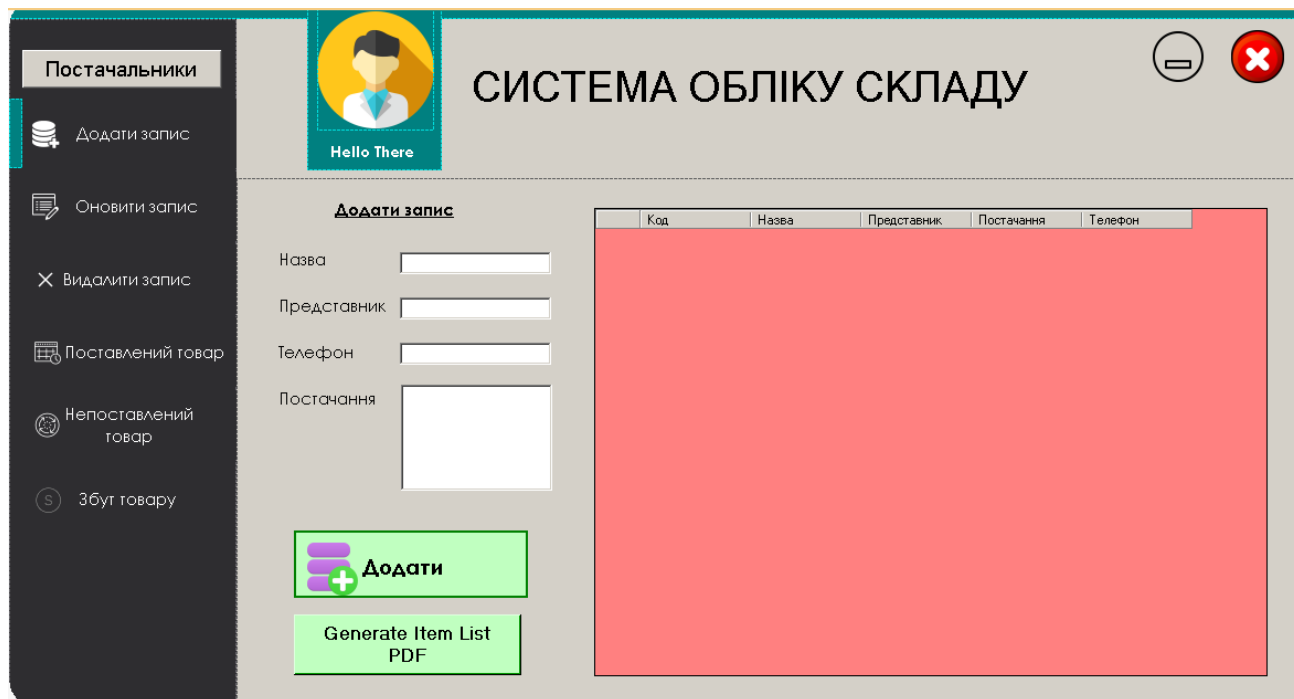 Постачальники
Додати запис
Оновити запис
Видалити запис
Поставлений товар
Непоставлений
товар
S
Збут товару
Hello There
СИСТЕМА ОБЛІКУ СКЛАДУ
Додати запис
Назва
Представник
Телефон
Постачання
Додати
Generate Item List
PDF
Код Назва Представник Постачання Телефон